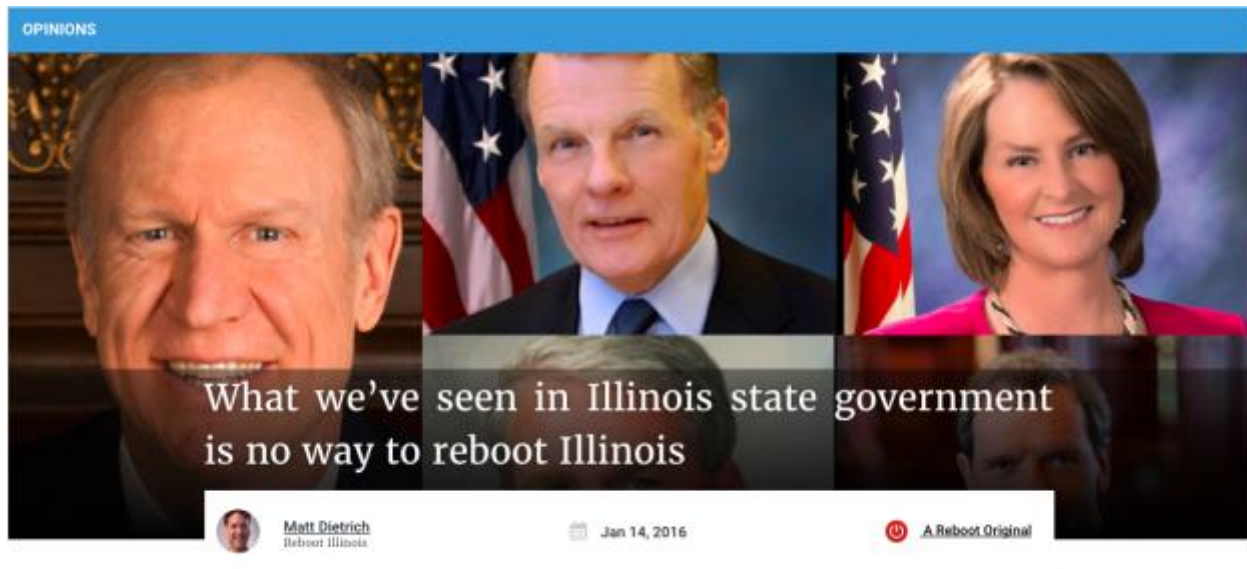 OPINIONS
What we've seen in Illinois state government
is no way to reboot Illinois
Matt Dietrich
Reboot Illinois
Jan 14, 2016
A Reboot Original